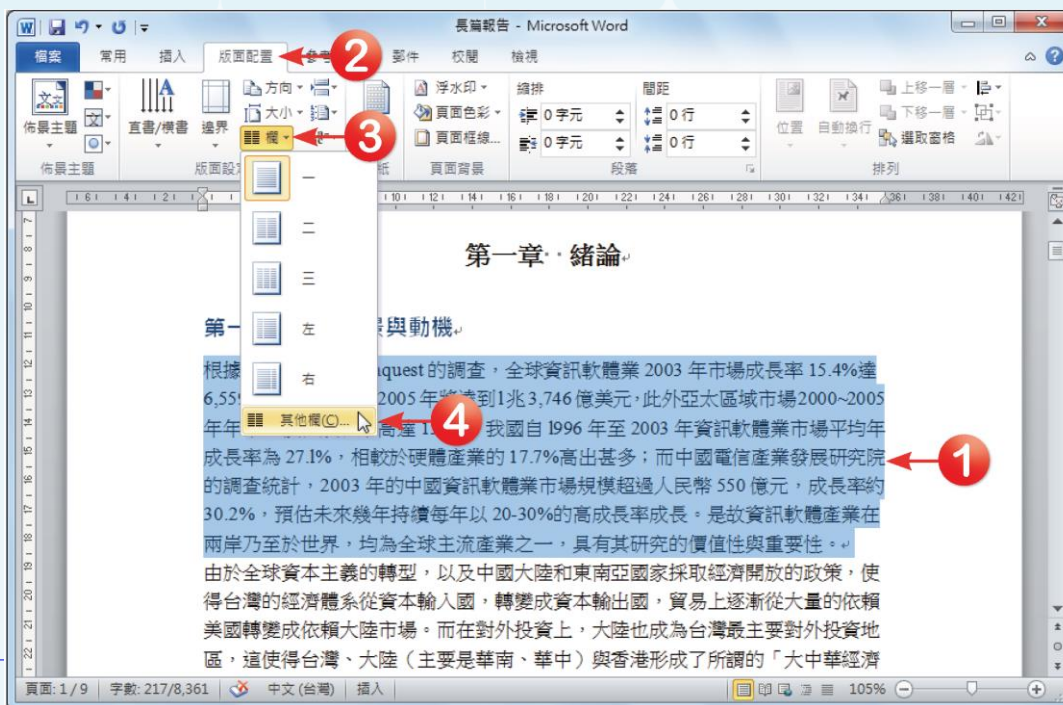 長篇報告 - Microsoft Word
檔案 常用 插入 版面配置 郵件 校閱 檢視
2
佈景主題 直書/橫書 邊界 方向 大小 欄
3
浮水印 頁面色彩 頁面框線...
縮排 0 字元 0 字元
間距 0 行 0 行
位置 自動換行 上移一層 下移一層 選取窗格
佈景主題 版面設定 頁面背景 段落 排列
一
二
三
左
右
其他欄(C)...
4
第一章 緒論
與動機
根據 quest 的調查,全球資訊軟體業 2003 年市場成長率 15.4%達
2005 年將達到1兆3,746 億美元,此外亞太區域市場2000~2005
年年 高達 我國自 1996 年至 2003 年資訊軟體業市場平均年
成長率為 27.1%,相較於硬體產業的 17.7%高出甚多;而中國電信產業發展研究院
1
的調查統計,2003 年的中國資訊軟體業市場規模超過人民幣 550 億元,成長率約
30.2%,預估未來幾年持續每年以 20-30%的高成長率成長。是故資訊軟體產業在
兩岸乃至於世界,均為全球主流產業之一,具有其研究的價值性與重要性。
由於全球資本主義的轉型,以及中國大陸和東南亞國家採取經濟開放的政策,使
得台灣的經濟體系從資本輸入國,轉變成資本輸出國,貿易上逐漸從大量的依賴
美國轉變成依賴大陸市場。而在對外投資上,大陸也成為台灣最主要對外投資地
區,這使得台灣、大陸(主要是華南、華中)與香港形成了所謂的「大中華經濟
頁面: 1/9 字數: 217/8,361 中文(台灣) 插入 105%